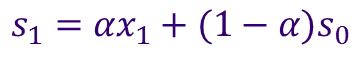 s₁ = αx₁ + (1 − α)s₀